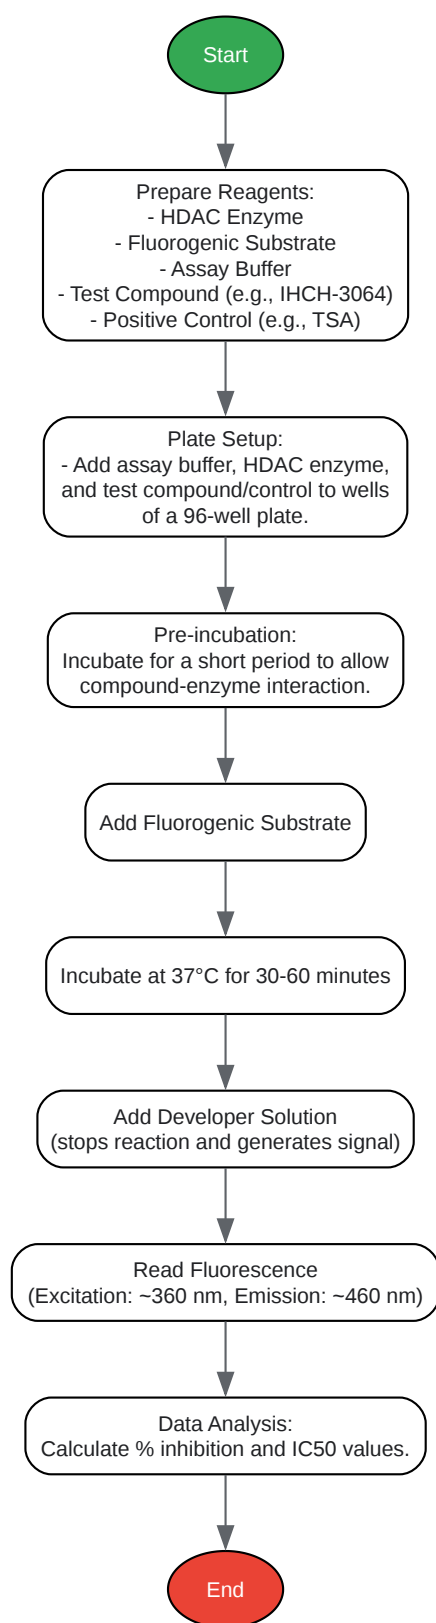 Start
Prepare Reagents:
- HDAC Enzyme
- Fluorogenic Substrate
- Assay Buffer
- Test Compound (e.g., IHCH-3064)
- Positive Control (e.g., TSA)
Plate Setup:
- Add assay buffer, HDAC enzyme,
and test compound/control to wells
of a 96-well plate.
Pre-incubation:
Incubate for a short period to allow
compound-enzyme interaction.
Add Fluorogenic Substrate
Incubate at 37°C for 30-60 minutes
Add Developer Solution
(stops reaction and generates signal)
Read Fluorescence
(Excitation: ~360 nm, Emission: ~460 nm)
Data Analysis:
Calculate % inhibition and IC50 values.
End